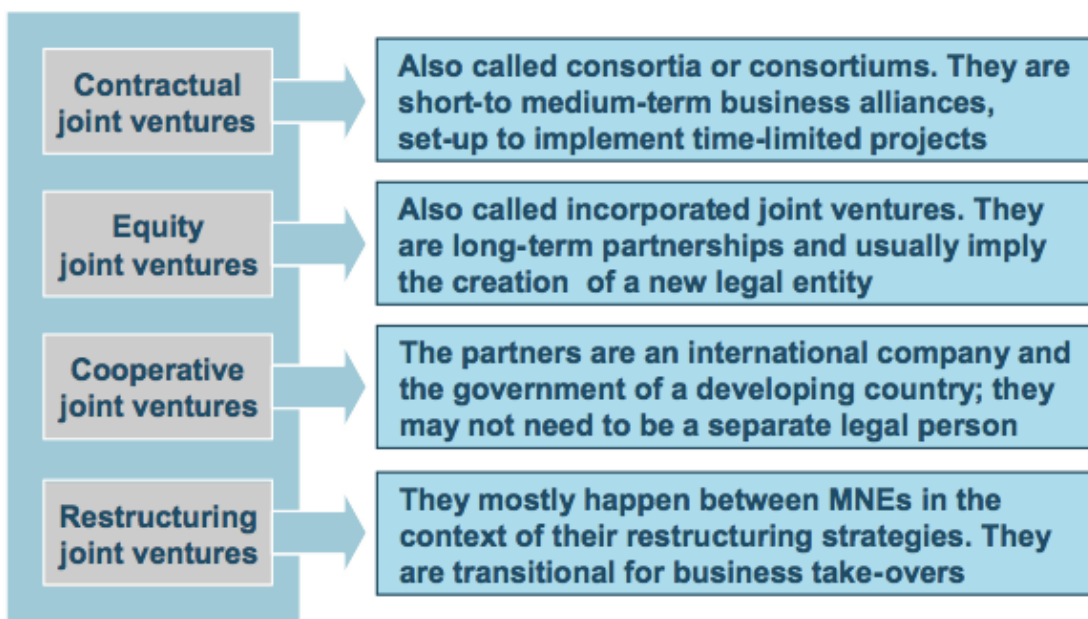 Contractual
joint ventures
Also called consortia or consortiums. They are
short-to medium-term business alliances,
set-up to implement time-limited projects
Equity
joint ventures
Also called incorporated joint ventures. They
are long-term partnerships and usually imply
the creation of a new legal entity
Cooperative
joint ventures
The partners are an international company and
the government of a developing country; they
may not need to be a separate legal person
Restructuring
joint ventures
They mostly happen between MNEs in the
context of their restructuring strategies. They
are transitional for business take-overs